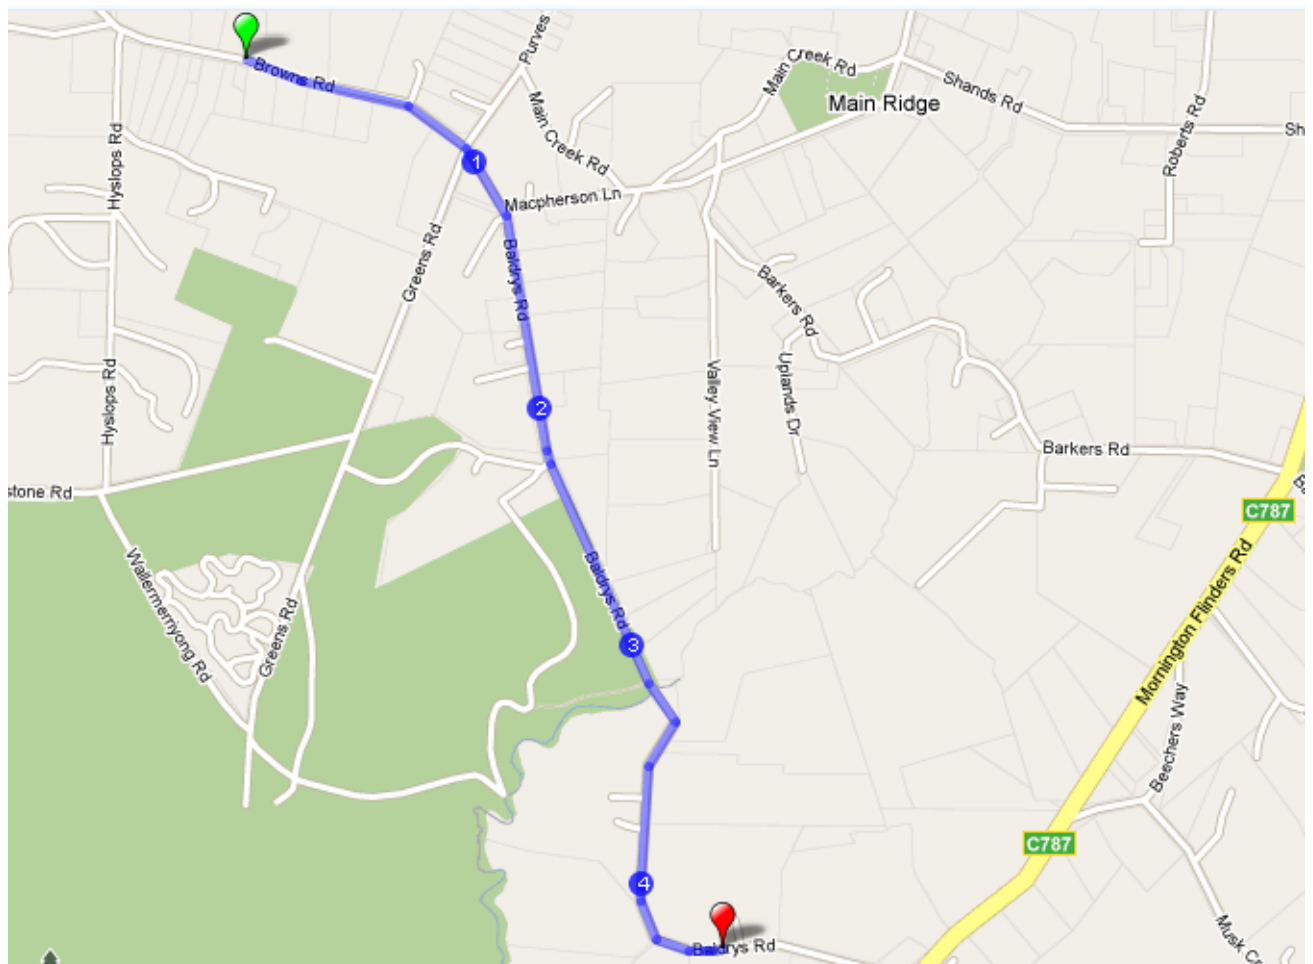 Browns Rd
Purves
Main Creek Rd
Main Ridge
Shands Rd
Sh
Roberts Rd
Hyslops Rd
Main Creek Rd
1
Macpherson Ln
Greens Rd
Baldrys Rd
Barkers Rd
Hyslops Rd
2
Valley View Ln
Uplands Dr
Barkers Rd
stone Rd
C787
Wallermerryong Rd
Baldrys Rd
Greens Rd
3
Mornington Flinders Rd
Beechers Way
C787
4
Baldrys Rd
Musk Cr